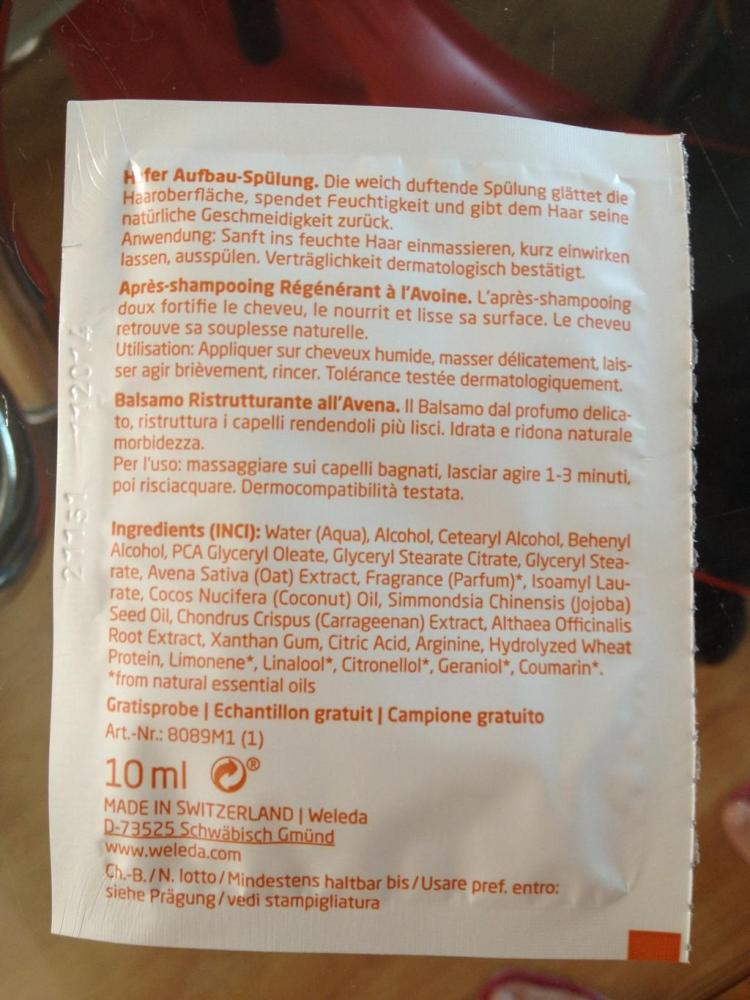 Hafer Aufbau-Spülung. Die weich duftende Spülung glättet die
Haaroberfläche, spendet Feuchtigkeit und gibt dem Haar seine
natürliche Geschmeidigkeit zurück.
Anwendung: Sanft ins feuchte Haar einmassieren, kurz einwirken
lassen, ausspülen. Verträglichkeit dermatologisch bestätigt.
Après-shampooing Régénérant à l'Avoine. L'après-shampooing
doux fortifie le cheveu, le nourrit et lisse sa surface. Le cheveu
retrouve sa souplesse naturelle.
Utilisation: Appliquer sur cheveux humide, masser délicatement, lais-
ser agir brièvement, rincer. Tolérance testée dermatologiquement.
Balsamo Ristrutturante all'Avena. Il Balsamo dal profumo delica-
to, ristruttura i capelli rendendoli più lisci. Idrata e ridona naturale
morbidezza.
Per l'uso: massaggiare sui capelli bagnati, lasciar agire 1-3 minuti,
poi risciacquare. Dermocompatibilità testata.
Ingredients (INCI): Water (Aqua), Alcohol, Cetearyl Alcohol, Behenyl
Alcohol, PCA Glyceryl Oleate, Glyceryl Stearate Citrate, Glyceryl Stea-
rate, Avena Sativa (Oat) Extract, Fragrance (Parfum)*, Isoamyl Lau-
rate, Cocos Nucifera (Coconut) Oil, Simmondsia Chinensis (Jojoba)
Seed Oil, Chondrus Crispus (Carrageenan) Extract, Althaea Officinalis
Root Extract, Xanthan Gum, Citric Acid, Arginine, Hydrolyzed Wheat
Protein, Limonene*, Linalool*, Citronellol*, Geraniol*, Coumarin*.
*from natural essential oils
Gratisprobe | Echantillon gratuit | Campione gratuito
Art.-Nr.: 8089M1 (1)
10 ml ®
MADE IN SWITZERLAND | Weleda
D-73525 Schwäbisch Gmünd
www.weleda.com
Ch.-B./N. lotto/Mindestens haltbar bis/Usare pref. entro:
siehe Prägung/vedi stampigliatura